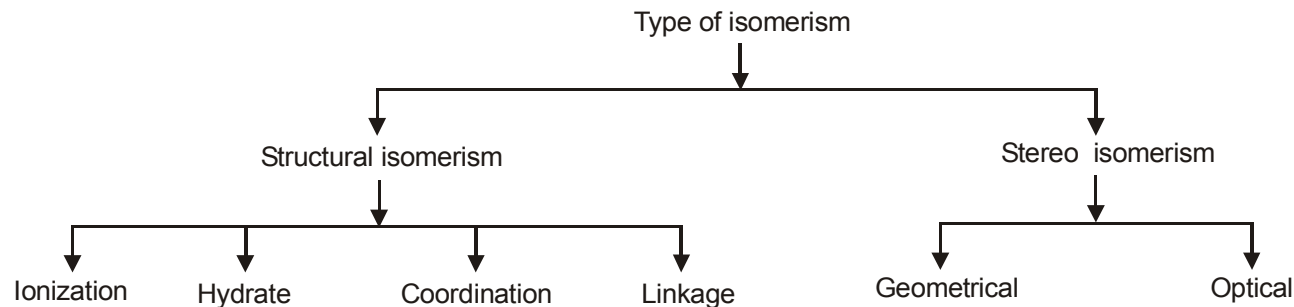 Type of isomerism
Structural isomerism
Stereo isomerism
Ionization
Hydrate
Coordination
Linkage
Geometrical
Optical